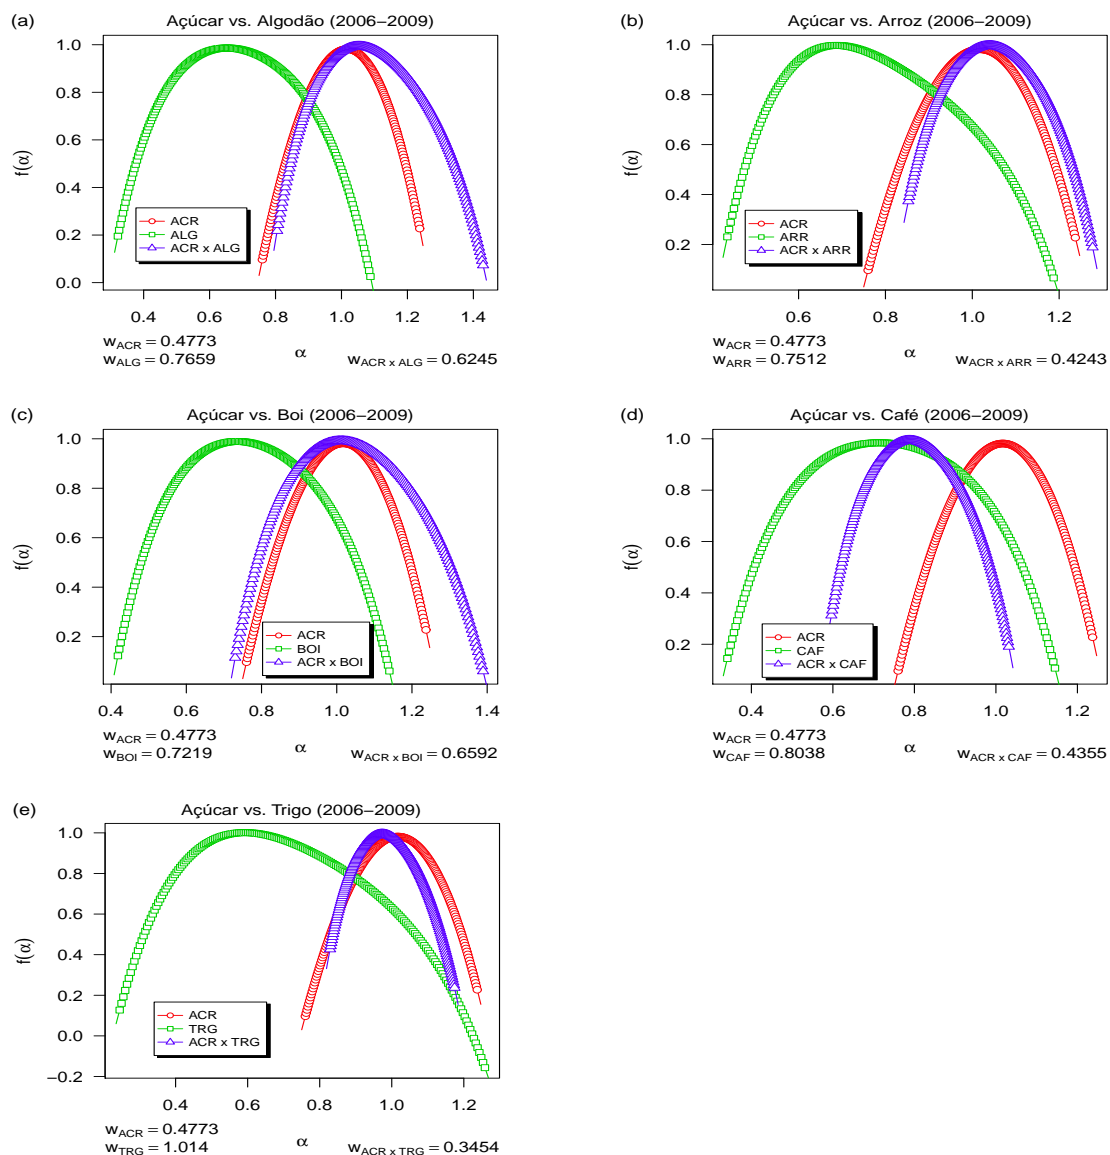 (a) Açúcar vs. Algodão (2006−2009)
f(α)
1.0
0.8
0.6
0.4
0.2
0.0
ACR
ALG
ACR x ALG
0.4 0.6 0.8 1.0 1.2 1.4
α
wACR = 0.4773
wALG = 0.7659 wACR x ALG = 0.6245
(b) Açúcar vs. Arroz (2006−2009)
f(α)
1.0
0.8
0.6
0.4
0.2
ACR
ARR
ACR x ARR
0.6 0.8 1.0 1.2
α
wACR = 0.4773
wARR = 0.7512 wACR x ARR = 0.4243
(c) Açúcar vs. Boi (2006−2009)
f(α)
1.0
0.8
0.6
0.4
0.2
ACR
BOI
ACR x BOI
0.4 0.6 0.8 1.0 1.2 1.4
α
wACR = 0.4773
wBOI = 0.7219 wACR x BOI = 0.6592
(d) Açúcar vs. Café (2006−2009)
f(α)
1.0
0.8
0.6
0.4
0.2
ACR
CAF
ACR x CAF
0.4 0.6 0.8 1.0 1.2
α
wACR = 0.4773
wCAF = 0.8038 wACR x CAF = 0.4355
(e) Açúcar vs. Trigo (2006−2009)
f(α)
1.0
0.8
0.6
0.4
0.2
0.0
−0.2
ACR
TRG
ACR x TRG
0.4 0.6 0.8 1.0 1.2
α
wACR = 0.4773
wTRG = 1.014 wACR x TRG = 0.3454